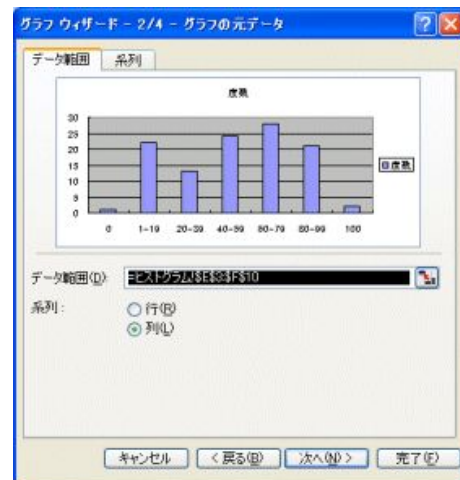 グラフ ウィザード - 2/4 - グラフの元データ
データ範囲 系列
度数
30
25
20
15
10
5
0
度数
0 1-19 20-39 40-59 60-79 80-99 100
データ範囲(D): =ヒストグラム!$E$3:$F$10
系列:
行(R)
列(L)
キャンセル < 戻る(B) 次へ(N) > 完了(F)